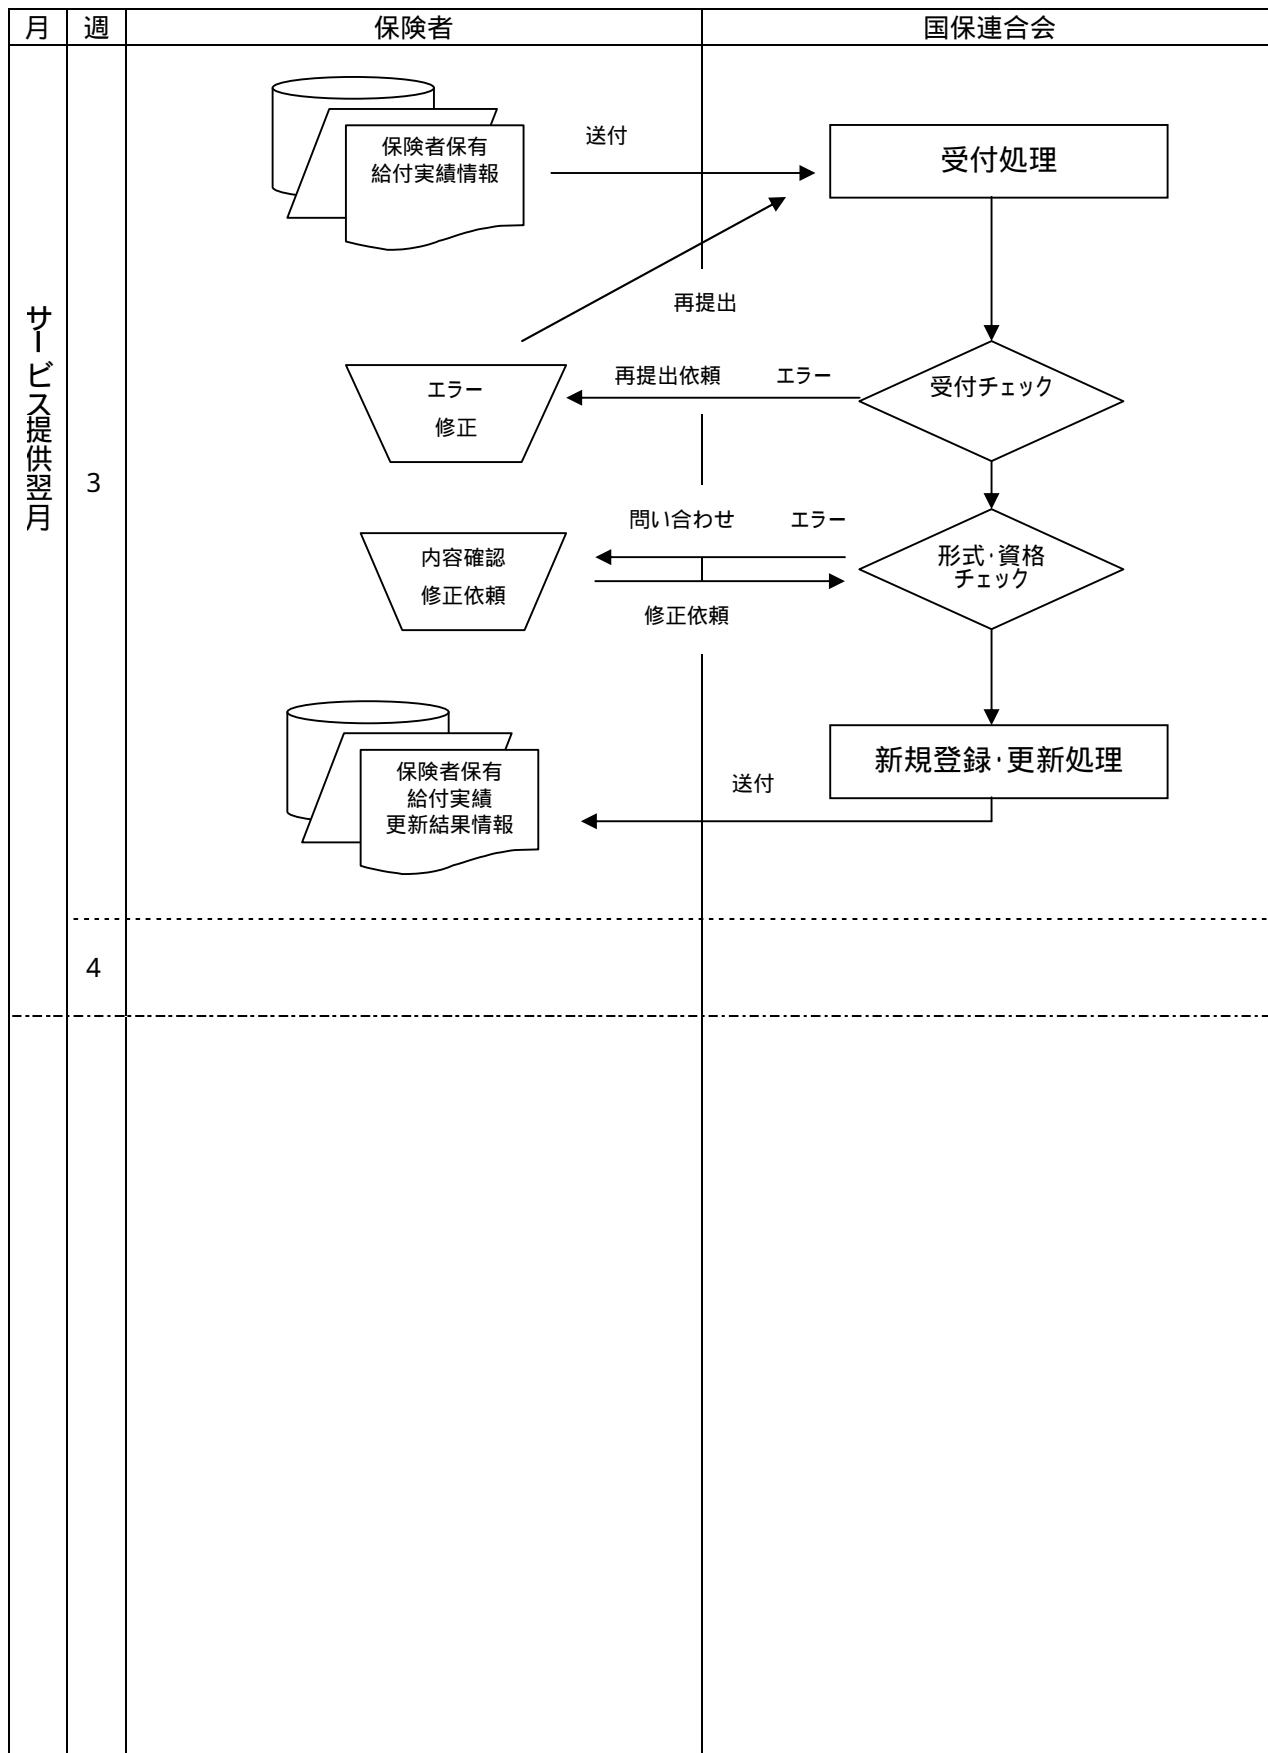 月 週 保険者 国保連合会
サービス提供翌月
3
保険者保有
給付実績情報
送付
受付処理
再提出
エラー
修正
再提出依頼 エラー
受付チェック
内容確認
修正依頼
問い合わせ エラー
修正依頼
形式・資格
チェック
保険者保有
給付実績
更新結果情報
送付
新規登録・更新処理
4